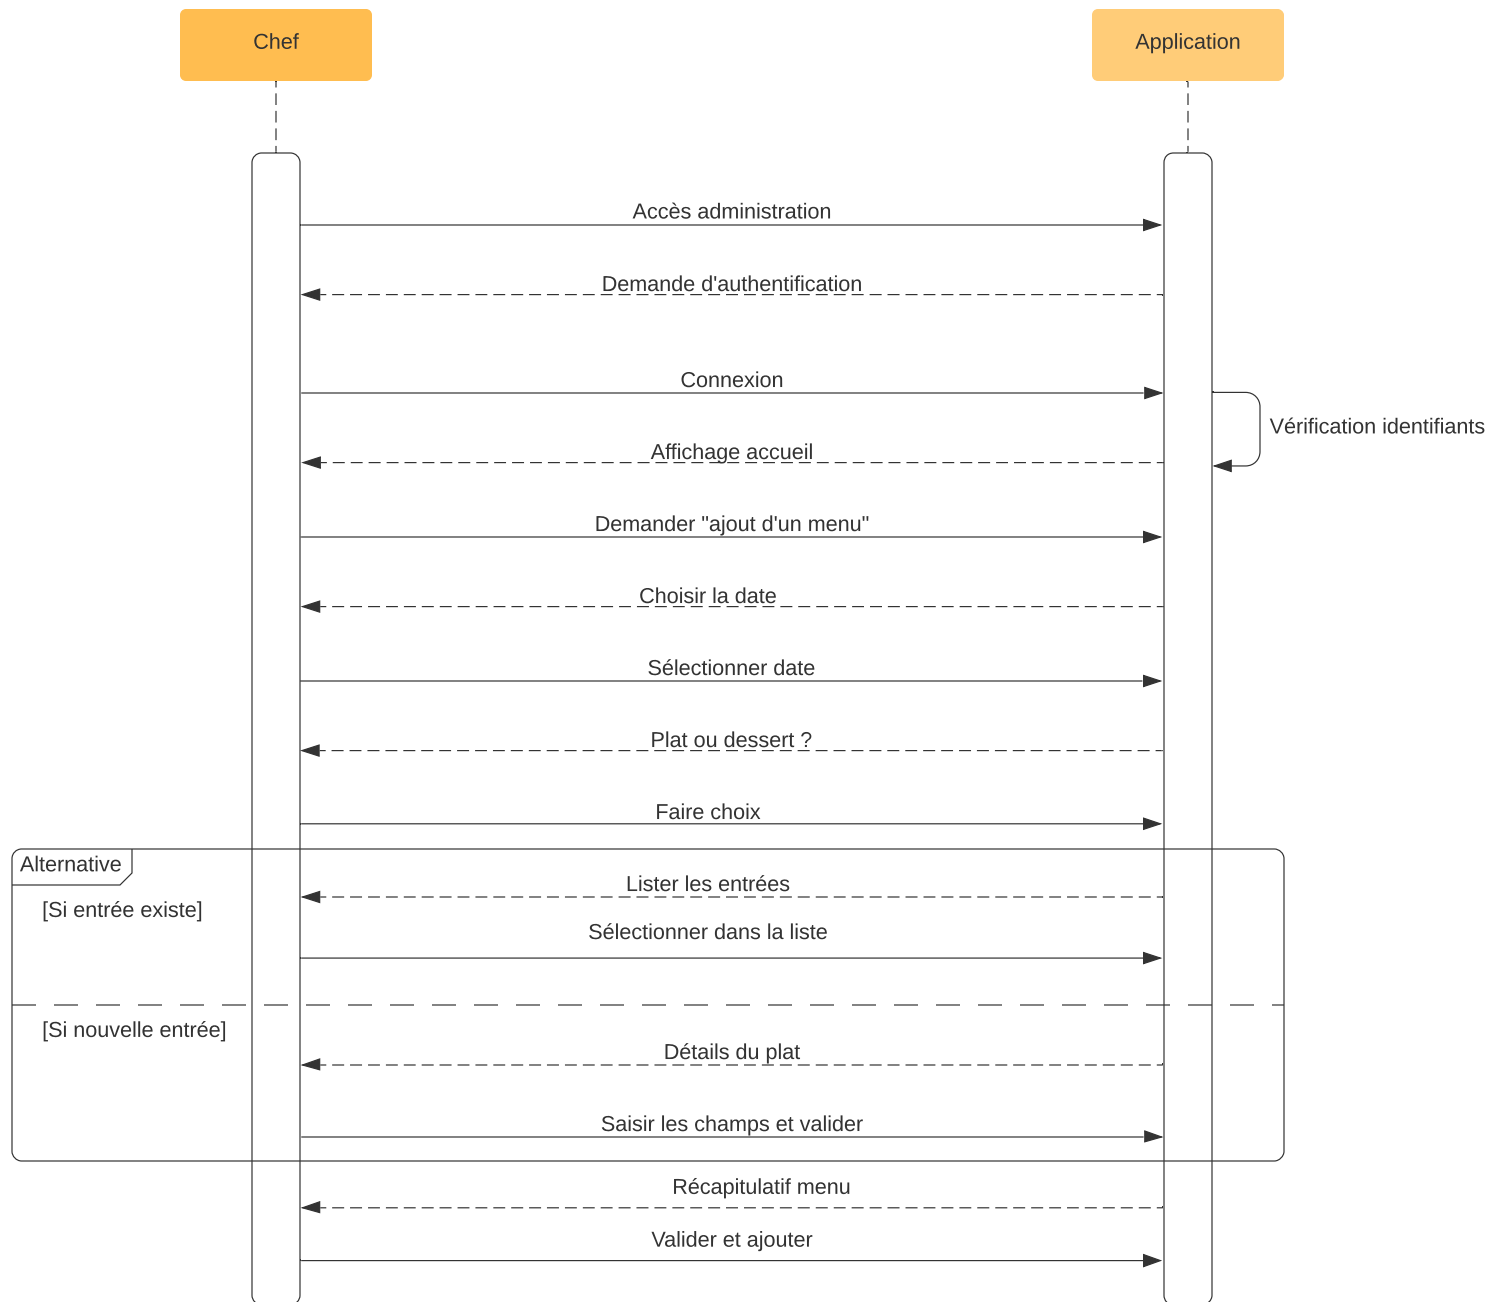 Chef
Application
Accès administration
Demande d'authentification
Connexion
Vérification identifiants
Affichage accueil
Demander "ajout d'un menu"
Choisir la date
Sélectionner date
Plat ou dessert ?
Faire choix
Alternative
Lister les entrées
[Si entrée existe]
Sélectionner dans la liste
[Si nouvelle entrée]
Détails du plat
Saisir les champs et valider
Récapitulatif menu
Valider et ajouter